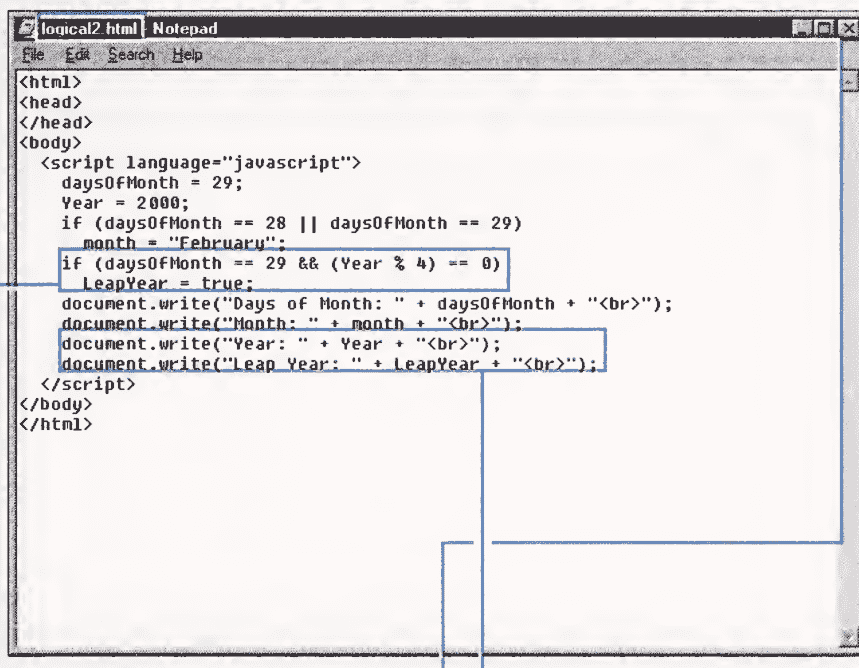 logical2.html - Notepad
File Edit Search Help
<html>
<head>
</head>
<body>
  <script language="javascript">
    daysOfMonth = 29;
    Year = 2000;
    if (daysOfMonth == 28 || daysOfMonth == 29)
      month = "February";
    if (daysOfMonth == 29 && (Year % 4) == 0)
      LeapYear = true;
    document.write("Days of Month: " + daysOfMonth + "<br>");
    document.write("Month: " + month + "<br>");
    document.write("Year: " + Year + "<br>");
    document.write("Leap Year: " + LeapYear + "<br>");
  </script>
</body>
</html>